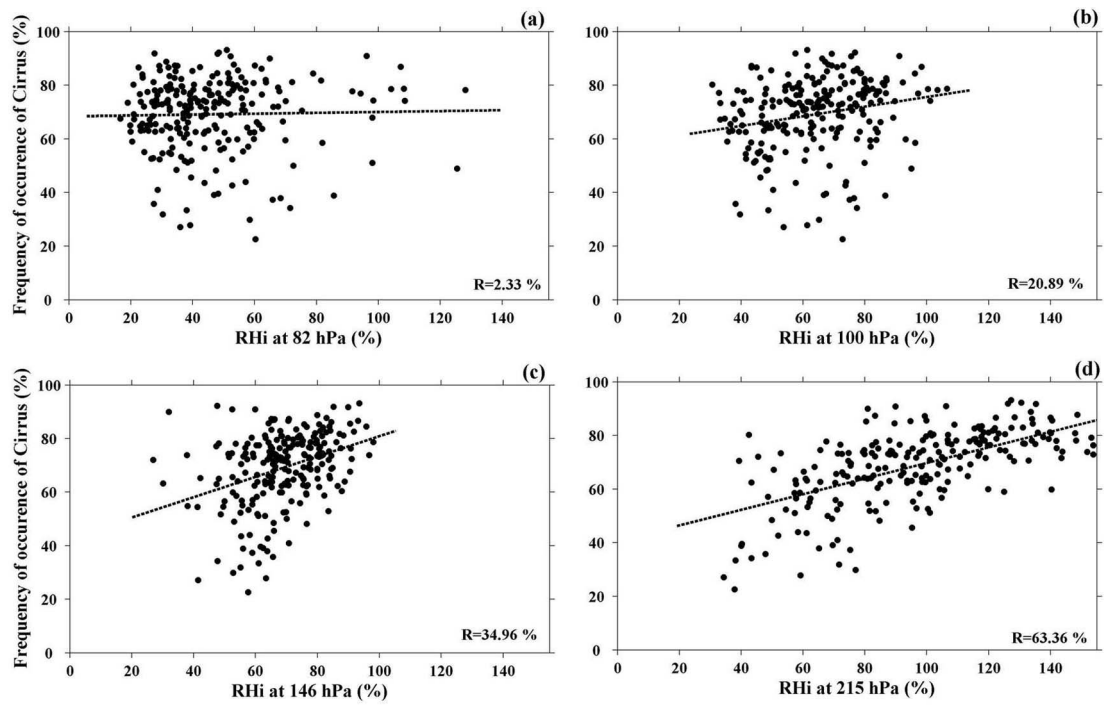 (a)
Frequency of occurence of Cirrus (%)
100
80
60
40
20
0
R=2.33 %
0 20 40 60 80 100 120 140
RHi at 82 hPa (%)
(b)
100
80
60
40
20
0
R=20.89 %
0 20 40 60 80 100 120 140
RHi at 100 hPa (%)
(c)
Frequency of occurence of Cirrus (%)
100
80
60
40
20
0
R=34.96 %
0 20 40 60 80 100 120 140
RHi at 146 hPa (%)
(d)
100
80
60
40
20
0
R=63.36 %
0 20 40 60 80 100 120 140
RHi at 215 hPa (%)